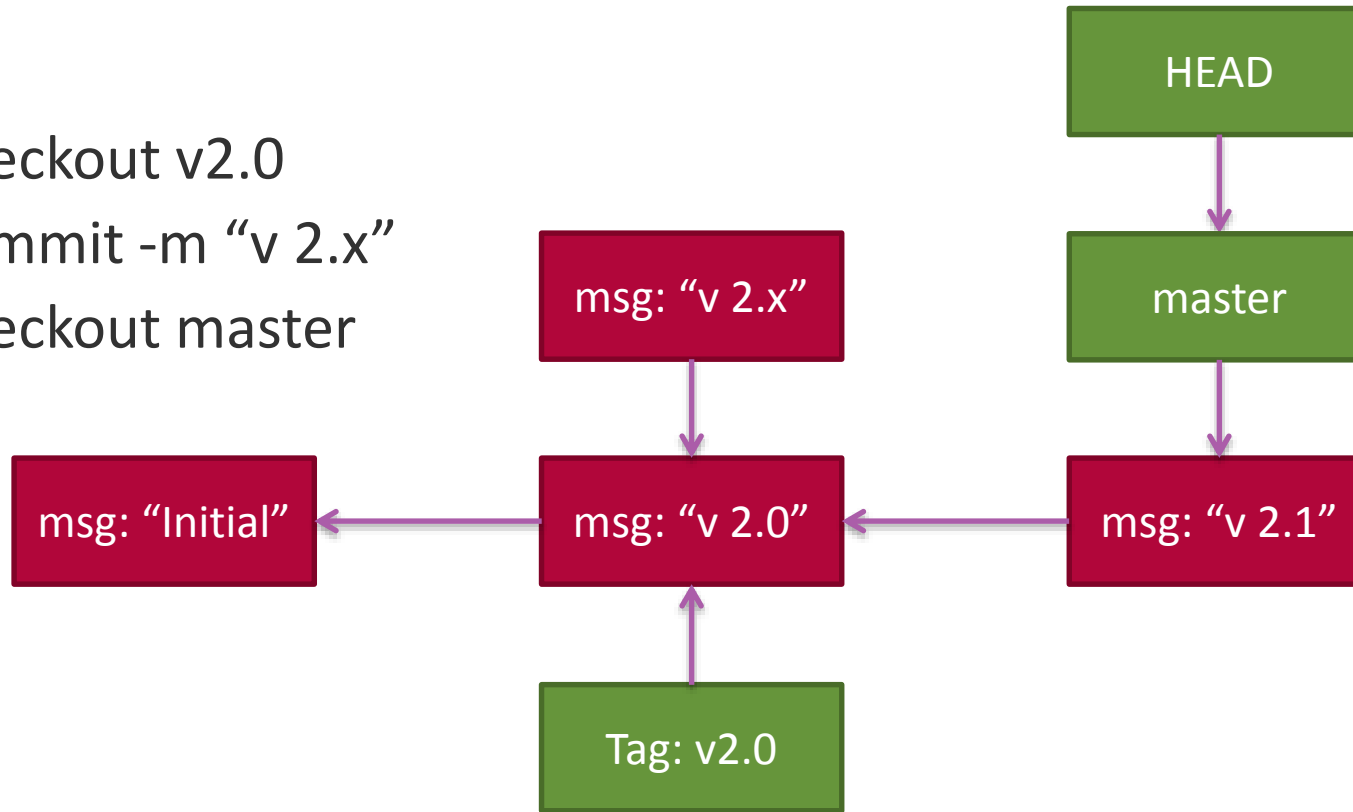 HEAD
eckout v2.0
mmit -m “v 2.x”
eckout master
msg: “v 2.x”
master
msg: “Initial”
msg: “v 2.0”
msg: “v 2.1”
Tag: v2.0